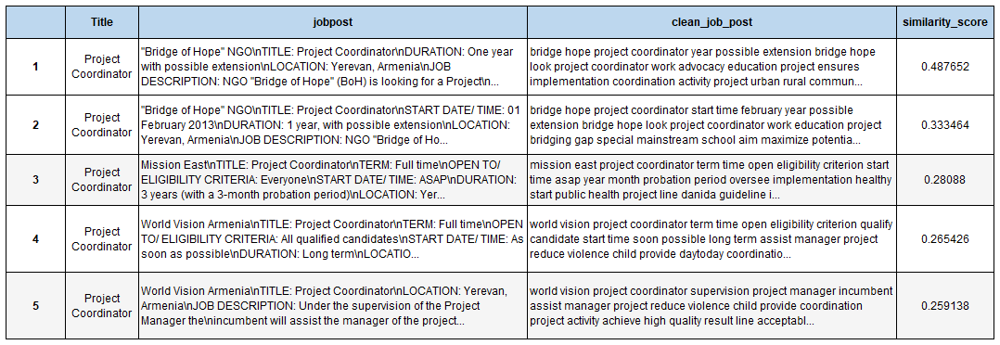 Title jobpost clean_job_post similarity_score
1
Project
Coordinator
"Bridge of Hope" NGO\nTITLE: Project Coordinator\nDURATION: One year
with possible extension\nLOCATION: Yerevan, Armenia\nJOB
DESCRIPTION: NGO "Bridge of Hope" (BoH) is looking for a Project\n...
bridge hope project coordinator year possible extension bridge hope
look project coordinator work advocacy education project ensures
implementation coordination activity project urban rural commun...
0.487652
2
Project
Coordinator
"Bridge of Hope" NGO\nTITLE: Project Coordinator\nSTART DATE/ TIME: 01
February 2013\nDURATION: 1 year, with possible extension\nLOCATION:
Yerevan, Armenia\nJOB DESCRIPTION: NGO "Bridge of Ho...
bridge hope project coordinator start time february year possible
extension bridge hope look project coordinator work education project
bridging gap special mainstream school aim maximize potentia...
0.333464
3
Project
Coordinator
Mission East\nTITLE: Project Coordinator\nTERM: Full time\nOPEN TO/
ELIGIBILITY CRITERIA: Everyone\nSTART DATE/ TIME: ASAP\nDURATION:
3 years (with a 3-month probation period)\nLOCATION: Yer...
mission east project coordinator term time open eligibility criterion start
time asap year month probation period oversee implementation healthy
start public health project line danida guideline i...
0.28088
4
Project
Coordinator
World Vision Armenia\nTITLE: Project Coordinator\nTERM: Full time\nOPEN
TO/ ELIGIBILITY CRITERIA: All qualified candidates\nSTART DATE/ TIME: As
soon as possible\nDURATION: Long term\nLOCATIO...
world vision project coordinator term time open eligibility criterion qualify
candidate start time soon possible long term assist manager project
reduce violence child provide daytoday coordinatio...
0.265426
5
Project
Coordinator
World Vision Armenia\nTITLE: Project Coordinator\nLOCATION: Yerevan,
Armenia\nJOB DESCRIPTION: Under the supervision of the Project
Manager the\nincumbent will assist the manager of the project...
world vision project coordinator supervision project manager incumbent
assist manager project reduce violence child provide coordination
project activity achieve high quality result line acceptabl...
0.259138